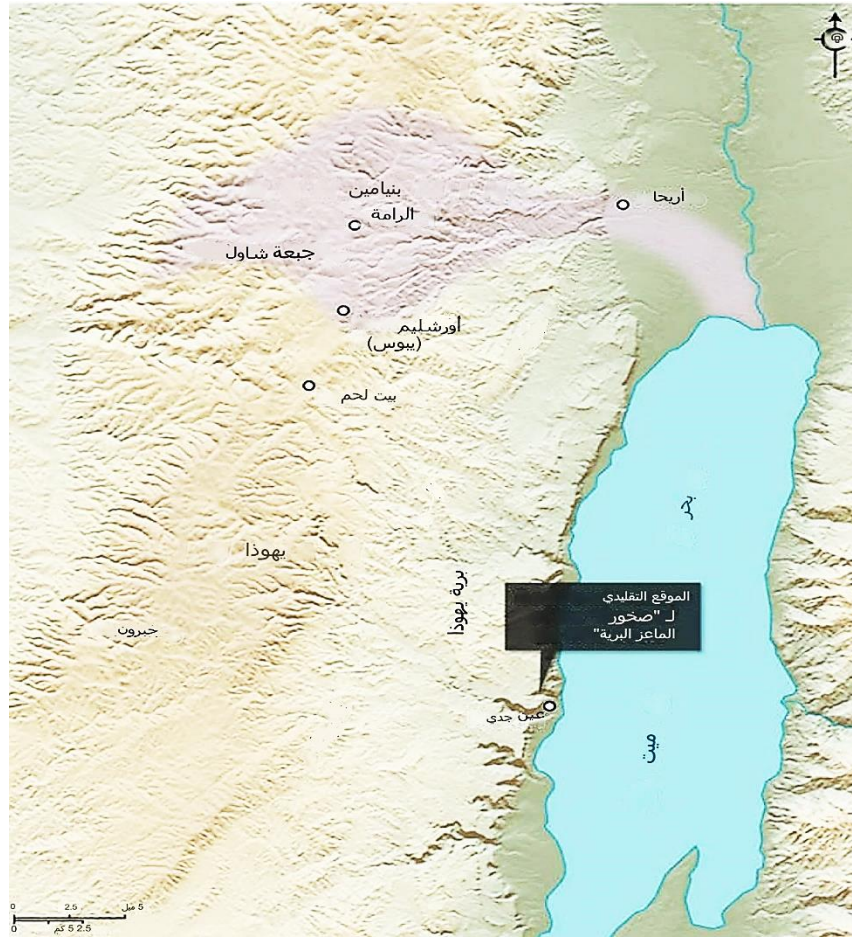 بنيامين
الرامة
أريحا
جبعة شاول
أورشليم
(يبوس)
بيت لحم
بحر
يهوذا
برية يهوذا
الموقع التقليدي
لـ "صخور
الماعز البرية"
حبرون
عين جدي
ميت
0 2.5 5 ميل
0 2.5 5 كم